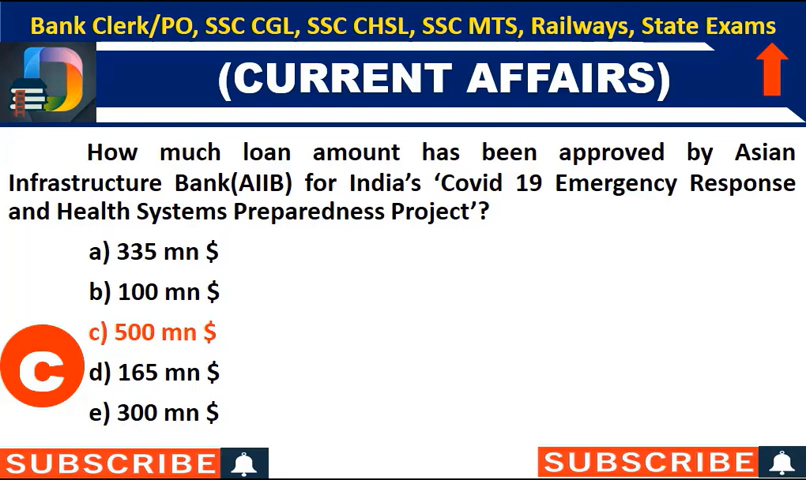 Bank Clerk/PO, SSC CGL, SSC CHSL, SSC MTS, Railways, State Exams
(CURRENT AFFAIRS)
How much loan amount has been approved by Asian
Infrastructure Bank(AIIB) for India's ‘Covid 19 Emergency Response
and Health Systems Preparedness Project’?
a) 335 mn $
b) 100 mn $
c) 500 mn $
C
d) 165 mn $
e) 300 mn $
SUBSCRIBE
SUBSCRIBE